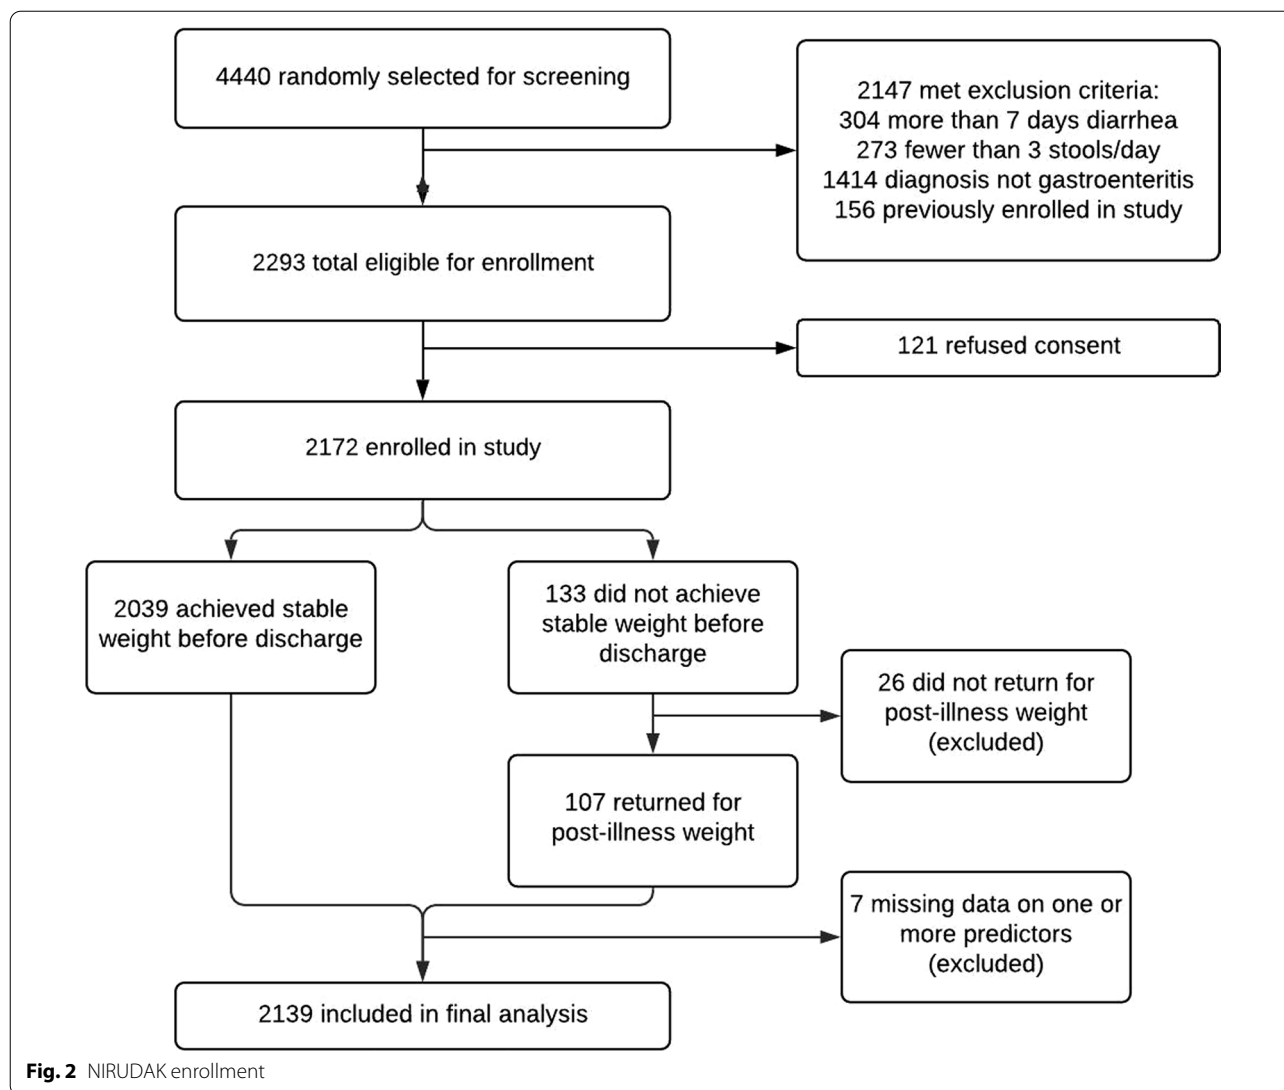 4440 randomly selected for screening
2147 met exclusion criteria:
304 more than 7 days diarrhea
273 fewer than 3 stools/day
1414 diagnosis not gastroenteritis
156 previously enrolled in study
2293 total eligible for enrollment
121 refused consent
2172 enrolled in study
2039 achieved stable
weight before discharge
133 did not achieve
stable weight before
discharge
26 did not return for
post-illness weight
(excluded)
107 returned for
post-illness weight
7 missing data on one or
more predictors
(excluded)
2139 included in final analysis
Fig. 2 NIRUDAK enrollment